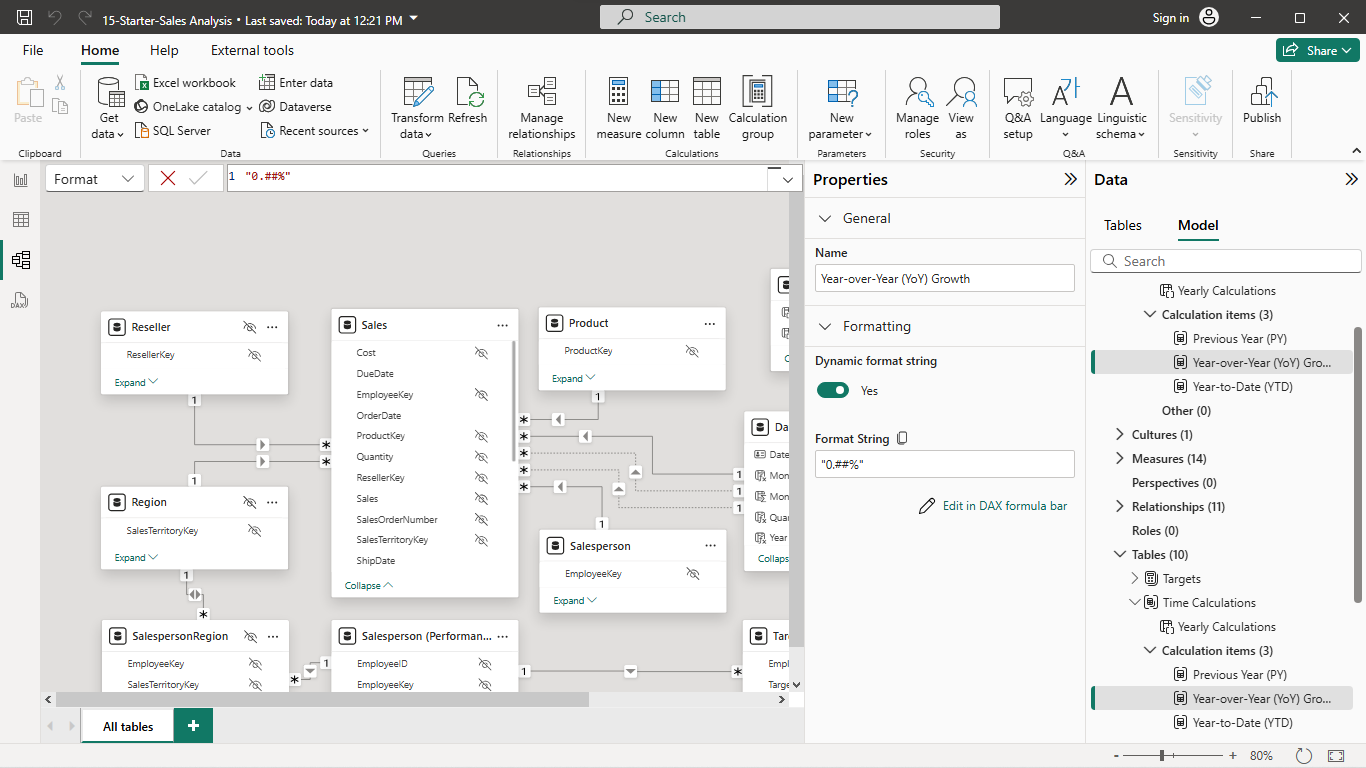 15-Starter-Sales Analysis • Last saved: Today at 12:21 PM
Search
Sign in
File
Home
Help
External tools
Share
Paste
Clipboard
Get data
Excel workbook
OneLake catalog
SQL Server
Enter data
Dataverse
Recent sources
Data
Transform data
Refresh
Queries
Manage relationships
Relationships
New measure
New column
New table
Calculation group
Calculations
New parameter
Parameters
Manage roles
View as
Security
Q&A setup
Language
Linguistic schema
Q&A
Sensitivity
Sensitivity
Publish
Share
Format
1 "0.##%"
Reseller
ResellerKey
Expand
1
Region
SalesTerritoryKey
Expand
1
1
*
SalespersonRegion
EmployeeKey
SalesTerritoryKey
*
Sales
Cost
DueDate
EmployeeKey
OrderDate
ProductKey
Quantity
ResellerKey
Sales
SalesOrderNumber
SalesTerritoryKey
ShipDate
Collapse
*
*
*
*
*
*
*
Salesperson (Performan...
EmployeeID
EmployeeKey
1
1
*
Product
ProductKey
Expand
1
Salesperson
EmployeeKey
Expand
1
1
1
1
Da
Date
Mon
Mon
Qua
Year
Collaps
C
Tar
Empl
Targe
All tables
+
Properties
General
Name
Year-over-Year (YoY) Growth
Formatting
Dynamic format string
Yes
Format String
"0.##%"
Edit in DAX formula bar
Data
Tables
Model
Search
Yearly Calculations
Calculation items (3)
Previous Year (PY)
Year-over-Year (YoY) Gro...
Year-to-Date (YTD)
Other (0)
Cultures (1)
Measures (14)
Perspectives (0)
Relationships (11)
Roles (0)
Tables (10)
Targets
Time Calculations
Yearly Calculations
Calculation items (3)
Previous Year (PY)
Year-over-Year (YoY) Gro...
Year-to-Date (YTD)
- + 80%